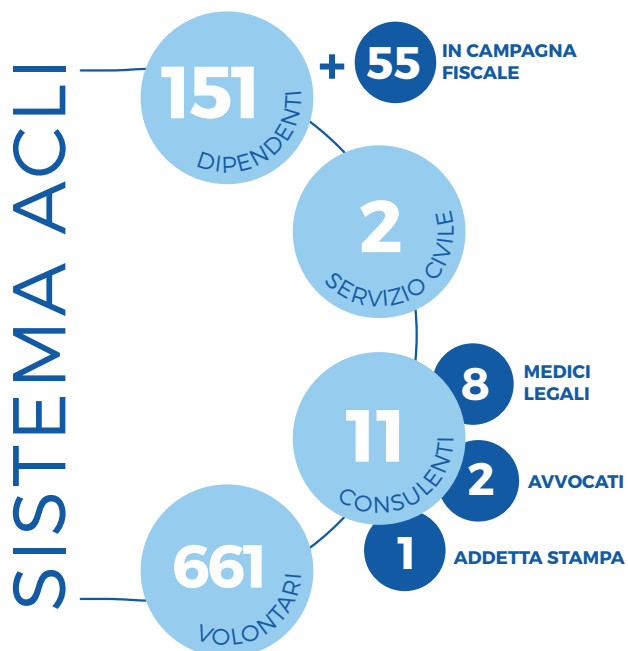 SISTEMA ACLI
151
DIPENDENTI
+ 55
IN CAMPAGNA
FISCALE
2
SERVIZIO CIVILE
11
CONSULENTI
8
MEDICI
LEGALI
2
AVVOCATI
1
ADDETTA STAMPA
661
VOLONTARI